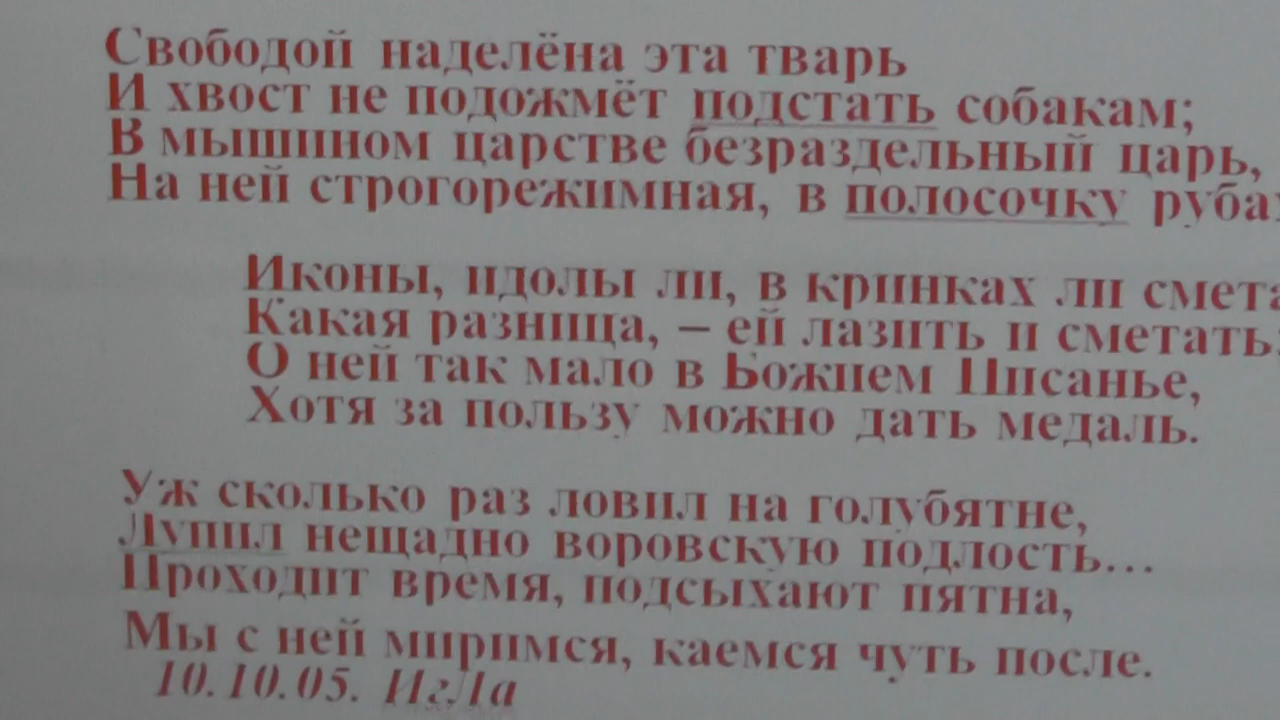 Свободой наделёна эта тварь
И хвост не подожмёт подстать собакам;
В мышином царстве безраздельный царь,
На ней строгорежимная, в полосочку
Иконы, идолы ли, в кринках ли
Какая разница, – ей лазить и сметать
О ней так мало в Божием Писанье,
Хотя за пользу можно дать медаль.
Уж сколько раз ловил на голубятне,
Лупил нещадно воровскую подлость…
Проходит время, подсыхают пятна,
Мы с ней миримся, каемся чуть после.
10.10.05. ИгЛа